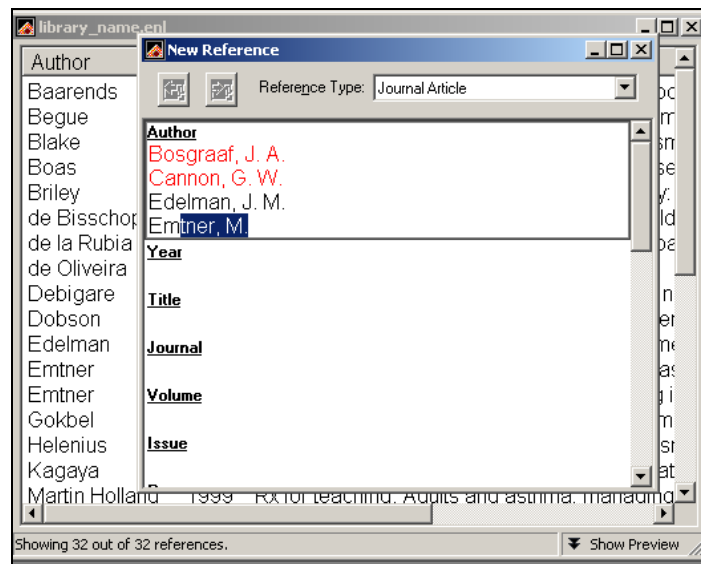 library_name.enl
New Reference
Author
Reference Type: Journal Article
Baarends
Begue
Blake
Boas
Briley
de Bisschop
de la Rubia
de Oliveira
Debigare
Dobson
Edelman
Emtner
Emtner
Gokbel
Helenius
Kagaya
Martin Holland 1999 Rx for teaching. Adults and asthma: managing
Author
Bosgraaf, J. A.
Cannon, G. W.
Edelman, J. M.
Emtner, M.
Year
Title
Journal
Volume
Issue
Showing 32 out of 32 references.
Show Preview